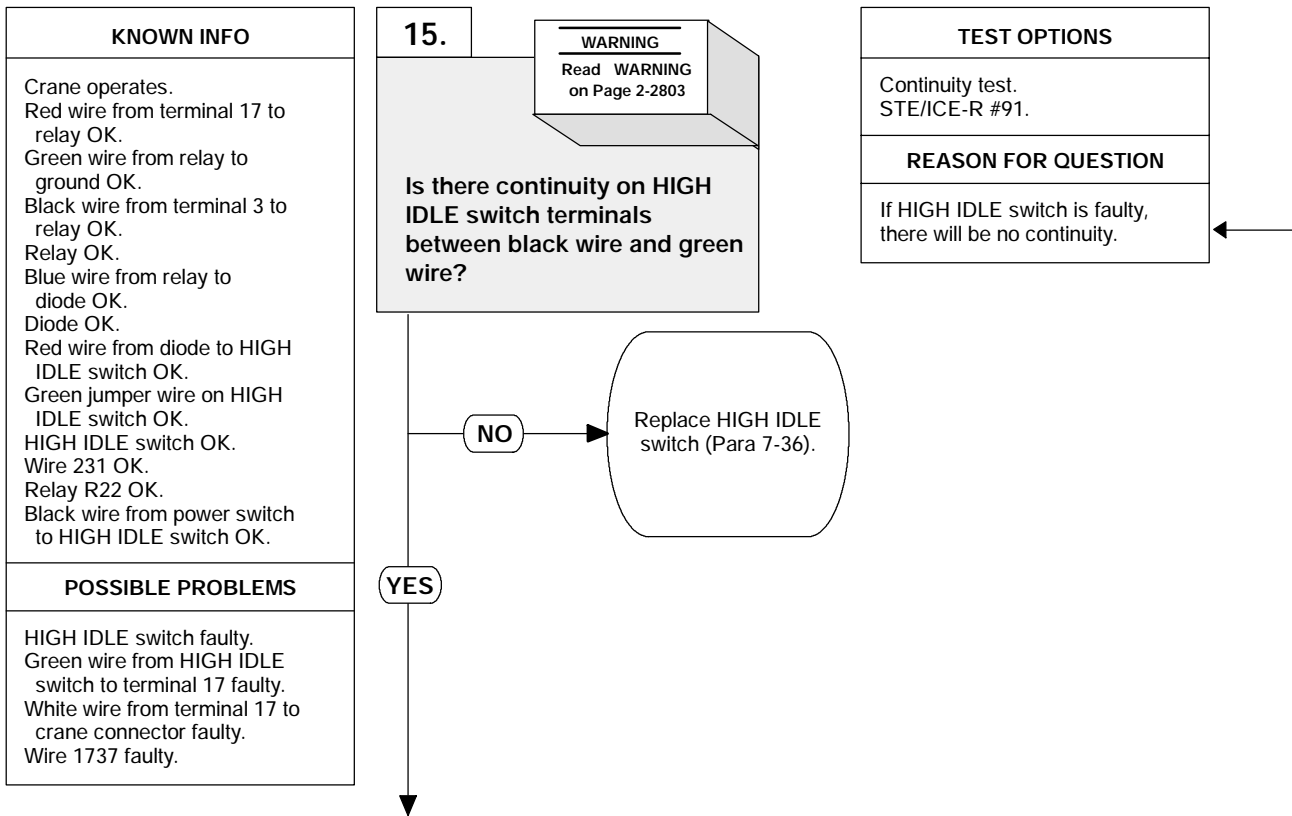 KNOWN INFO
Crane operates.
Red wire from terminal 17 to
relay OK.
Green wire from relay to
ground OK.
Black wire from terminal 3 to
relay OK.
Relay OK.
Blue wire from relay to
diode OK.
Diode OK.
Red wire from diode to HIGH
IDLE switch OK.
Green jumper wire on HIGH
IDLE switch OK.
HIGH IDLE switch OK.
Wire 231 OK.
Relay R22 OK.
Black wire from power switch
to HIGH IDLE switch OK.
POSSIBLE PROBLEMS
HIGH IDLE switch faulty.
Green wire from HIGH IDLE
switch to terminal 17 faulty.
White wire from terminal 17 to
crane connector faulty.
Wire 1737 faulty.
15.
WARNING
Read WARNING
on Page 2-2803
Is there continuity on HIGH
IDLE switch terminals
between black wire and green
wire?
NO
Replace HIGH IDLE
switch (Para 7-36).
YES
TEST OPTIONS
Continuity test.
STE/ICE-R #91.
REASON FOR QUESTION
If HIGH IDLE switch is faulty,
there will be no continuity.